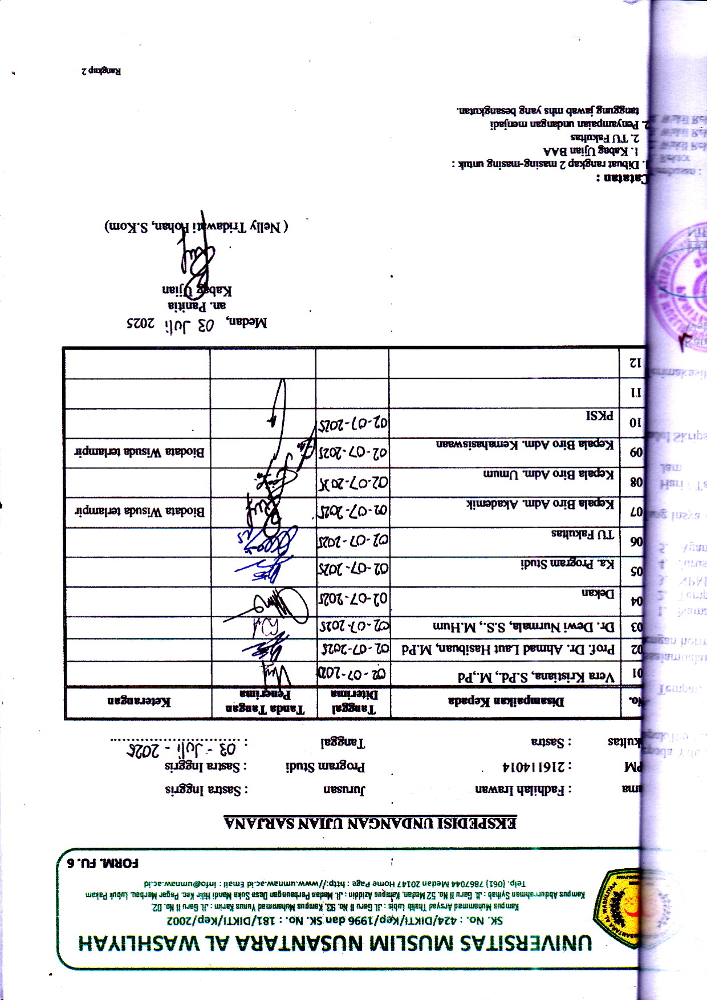 UNIVERSITAS MUSLIM NUSANTARA AL WASHLIYAH
SK. No. : 424/DIKTI/Kep/1996 dan SK. No. : 181/DIKTI/Kep/2002
Kampus Muhammad Arsyad Thalib Lubis : Jl. Garu II No. 93, Kampus Muhammad Yunus Karim : Jl. Garu II No. 02,
Kampus Abdurrahman Syihab : Jl. Garu II No. 52 Medan, Kampus Aziddin : Jl. Medan Perbaungan Desa Suka Mandi Hilir Kec. Pagar Merbau, Lubuk Pakam
Telp. (061) 7867044 Medan 20147 Home Page : http://www.umnaw.ac.id Email : info@umnaw.ac.id
FORM. FU. 6
EKSPEDISI UNDANGAN UJIAN SARJANA
ama : Fadhilah Irawan Jurusan : Sastra Inggris
PM : 216114014 Program Studi : Sastra Inggris
kultas : Sastra Tanggal : 03 - Juli - 2025
No. Disampaikan Kepada Tanggal Diterima Tanda Tangan Penerima Keterangan
01 Vera Kristiana, S.Pd., M.,Pd 02-07-2025
02 Prof. Dr. Ahmad Laut Hasibuan, M.Pd 02-07-2025
03 Dr. Dewi Nurmala, S.S., M.Hum 02-07-2025
04 Dekan 02-07-2025
05 Ka. Program Studi 02-07-2025
06 TU Fakultas 02-07-2025
07 Kepala Biro Adm. Akademik 02-07-2025 Biodata Wisuda terlampir
08 Kepala Biro Adm. Umum 02-07-2025
09 Kepala Biro Adm. Kemahasiswaan 02-07-2025 Biodata Wisuda terlampir
10 PKSI 02-07-2025
11
12
Medan, 03 Juli 2025
an. Panitia
Kabag Ujian
( Nelly Tridawati Rohan, S.Kom)
Catatan :
1. Dibuat rangkap 2 masing-masing untuk :
1. Kabag Ujian BAA
2. TU Fakultas
2. Penyampaian undangan menjadi
tanggung jawab mhs yang besangkutan.
Rangkap 2